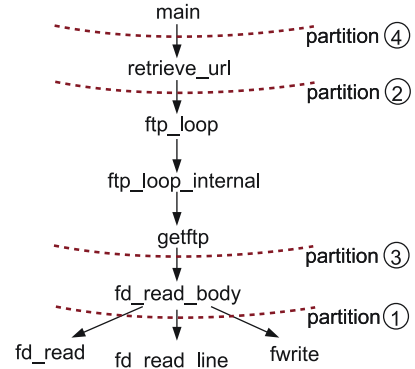 main
partition ④
retrieve_url
partition ②
ftp_loop
ftp_loop_internal
getftp
partition ③
fd_read_body
partition ①
fd_read fd_read_line fwrite